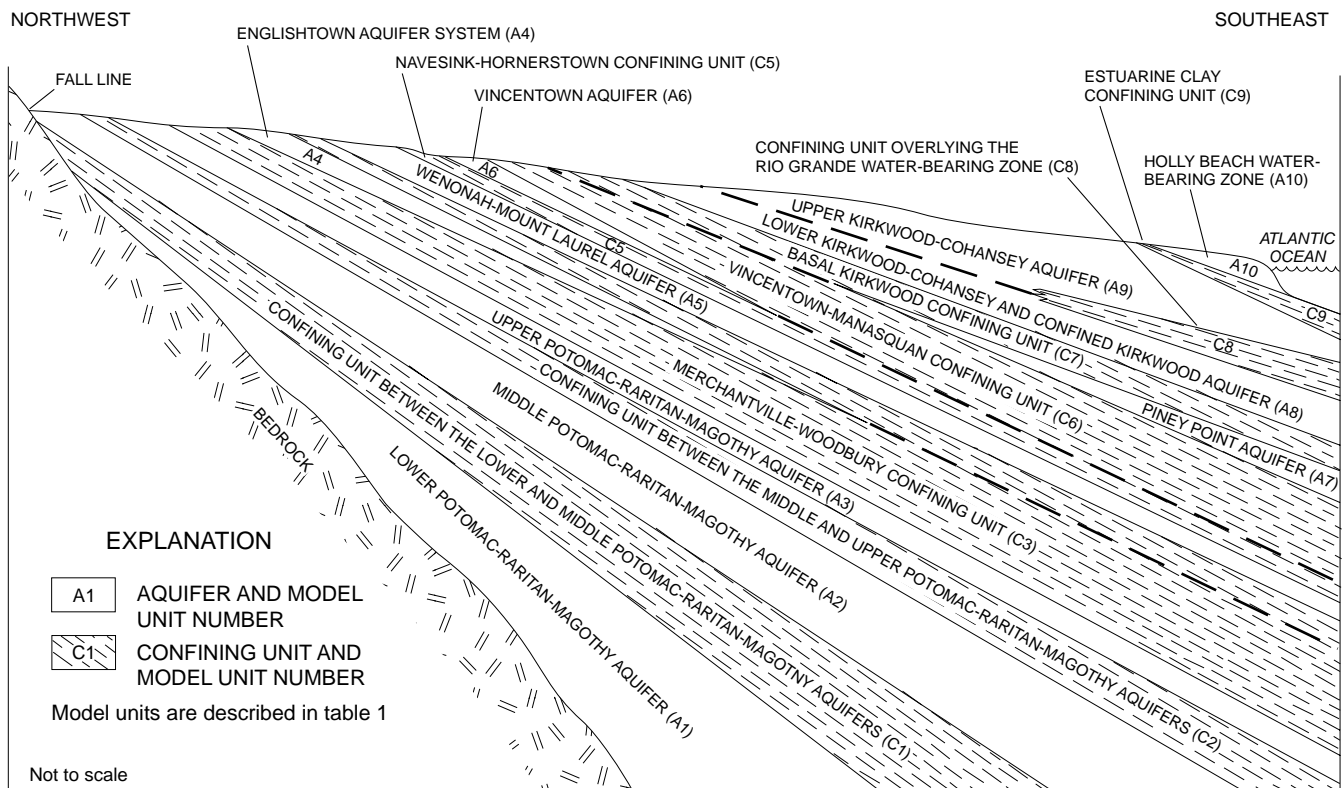 NORTHWEST
SOUTHEAST
ENGLISHTOWN AQUIFER SYSTEM (A4)
NAVESINK-HORNERSTOWN CONFINING UNIT (C5)
VINCENTOWN AQUIFER (A6)
FALL LINE
ESTUARINE CLAY
CONFINING UNIT (C9)
CONFINING UNIT OVERLYING THE
RIO GRANDE WATER-BEARING ZONE (C8)
HOLLY BEACH WATER-
BEARING ZONE (A10)
ATLANTIC
OCEAN
A4
A6
C5
A10
C9
C8
UPPER KIRKWOOD-COHANSEY AQUIFER (A9)
LOWER KIRKWOOD-COHANSEY AND CONFINED KIRKWOOD AQUIFER (A8)
BASAL KIRKWOOD CONFINING UNIT (C7)
PINEY POINT AQUIFER (A7)
VINCENTOWN-MANASQUAN CONFINING UNIT (C6)
WENONAH-MOUNT LAUREL AQUIFER (A5)
MERCHANTVILLE-WOODBURY CONFINING UNIT (C3)
UPPER POTOMAC-RARITAN-MAGOTHY AQUIFER (A3)
CONFINING UNIT BETWEEN THE MIDDLE AND UPPER POTOMAC-RARITAN-MAGOTHY AQUIFERS (C2)
MIDDLE POTOMAC-RARITAN-MAGOTHY AQUIFER (A2)
CONFINING UNIT BETWEEN THE LOWER AND MIDDLE POTOMAC-RARITAN-MAGOTNY AQUIFERS (C1)
LOWER POTOMAC-RARITAN-MAGOTHY AQUIFER (A1)
BEDROCK
EXPLANATION
A1
AQUIFER AND MODEL
UNIT NUMBER
C1
CONFINING UNIT AND
MODEL UNIT NUMBER
Model units are described in table 1
Not to scale